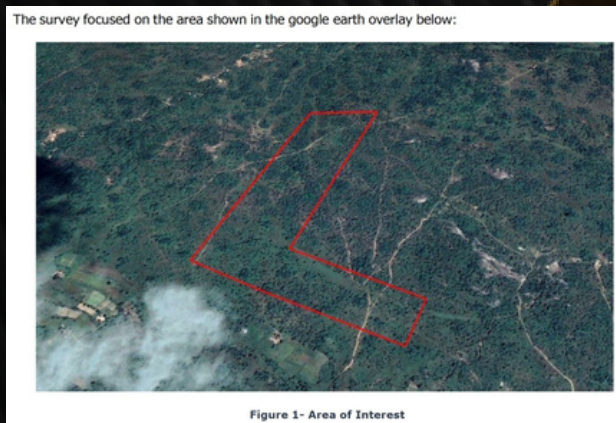 The survey focused on the area shown in the google earth overlay below:
Figure 1- Area of Interest